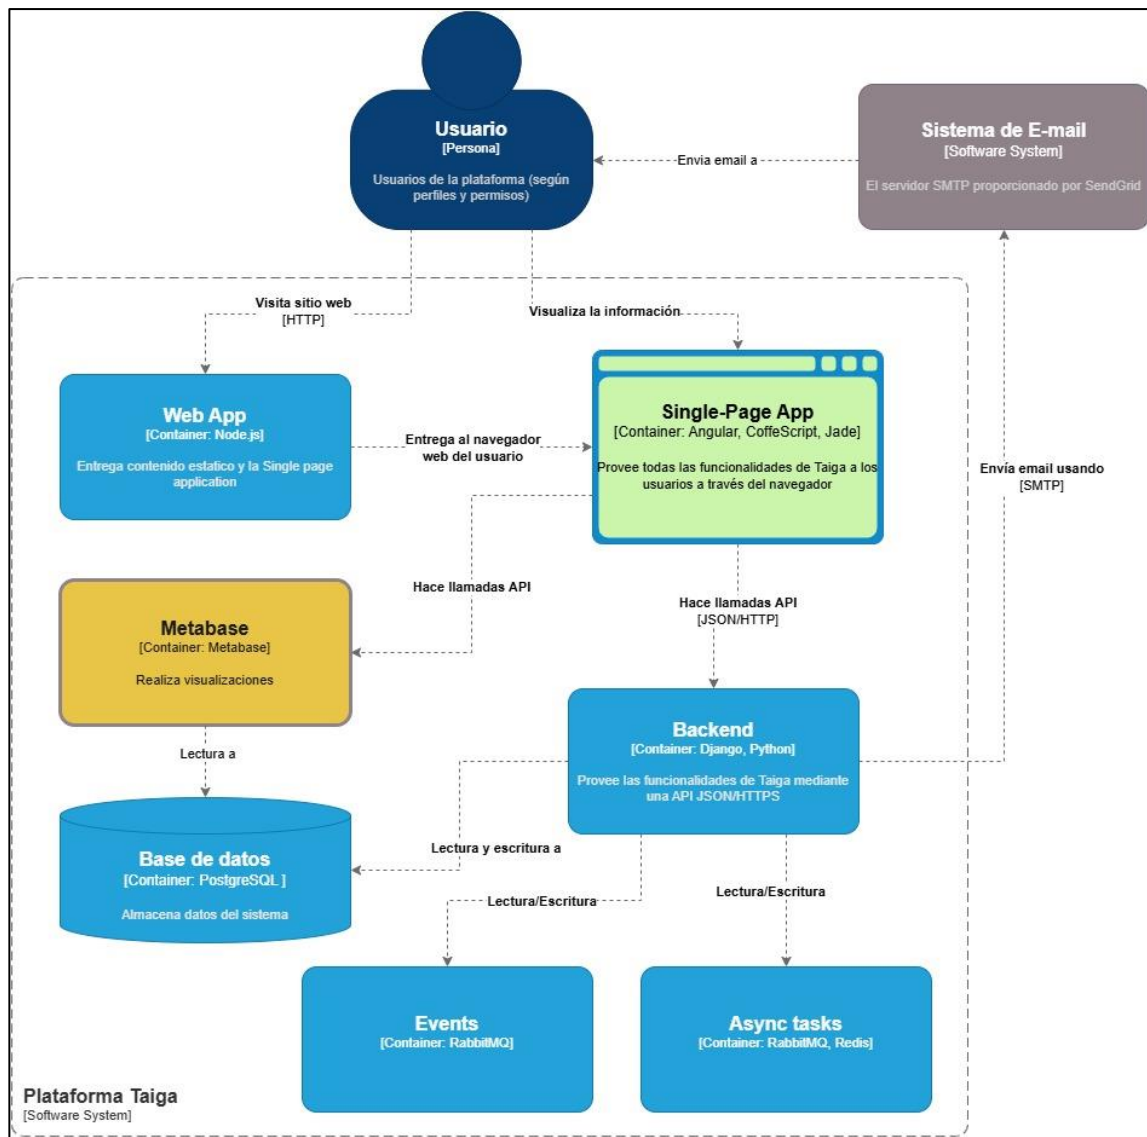 Usuario
[Persona]
Usuarios de la plataforma (según
perfiles y permisos)
Sistema de E-mail
[Software System]
El servidor SMTP proporcionado por SendGrid
Envia email a
Visita sitio web
[HTTP]
Visualiza la información
Web App
[Container: Node.js]
Entrega contenido estatico y la Single page
application
Entrega al navegador
web del usuario
Single-Page App
[Container: Angular, CoffeScript, Jade]
Provee todas las funcionalidades de Taiga a los
usuarios a través del navegador
Envía email usando
[SMTP]
Hace llamadas API
Hace llamadas API
[JSON/HTTP]
Metabase
[Container: Metabase]
Realiza visualizaciones
Lectura a
Backend
[Container: Django, Python]
Provee las funcionalidades de Taiga mediante
una API JSON/HTTPS
Base de datos
[Container: PostgreSQL ]
Almacena datos del sistema
Lectura y escritura a
Lectura/Escritura
Lectura/Escritura
Events
[Container: RabbitMQ]
Async tasks
[Container: RabbitMQ, Redis]
Plataforma Taiga
[Software System]